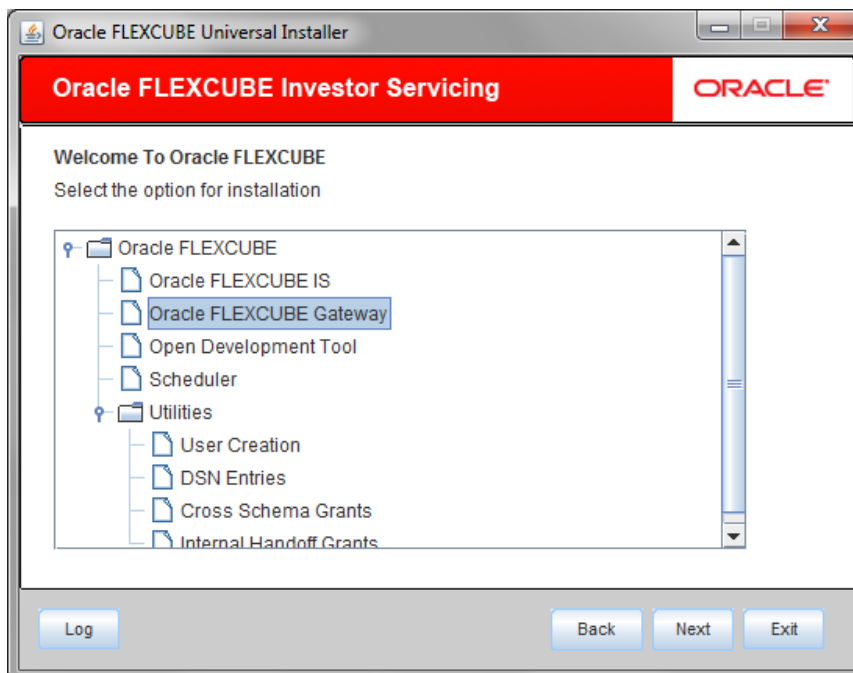 Oracle FLEXCUBE Universal Installer
Oracle FLEXCUBE Investor Servicing
ORACLE
Welcome To Oracle FLEXCUBE
Select the option for installation
Oracle FLEXCUBE
Oracle FLEXCUBE IS
Oracle FLEXCUBE Gateway
Open Development Tool
Scheduler
Utilities
User Creation
DSN Entries
Cross Schema Grants
Internal Handoff Grants
Log
Back
Next
Exit